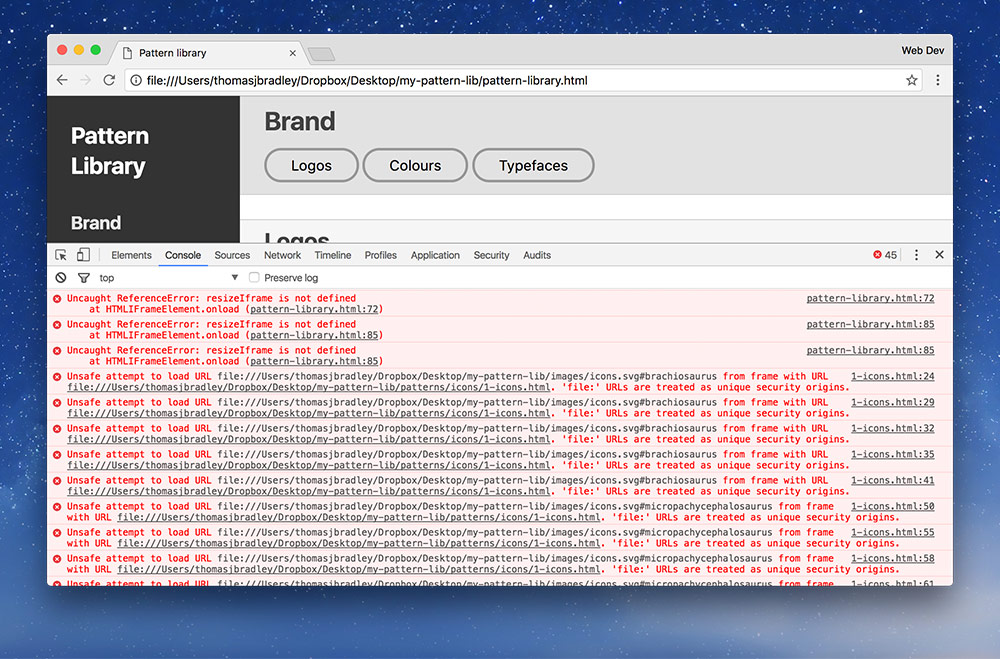 Pattern library
Web Dev
file:///Users/thomasjbradley/Dropbox/Desktop/my-pattern-lib/pattern-library.html
Pattern
Library
Brand
Brand
Logos Colours Typefaces
Logos
Elements Console Sources Network Timeline Profiles Application Security Audits 45
top Preserve log
Uncaught ReferenceError: resizeIframe is not defined pattern-library.html:72
at HTMLIFrameElement.onload (pattern-library.html:72)
Uncaught ReferenceError: resizeIframe is not defined pattern-library.html:85
at HTMLIFrameElement.onload (pattern-library.html:85)
Uncaught ReferenceError: resizeIframe is not defined pattern-library.html:85
at HTMLIFrameElement.onload (pattern-library.html:85)
Unsafe attempt to load URL file:///Users/thomasjbradley/Dropbox/Desktop/my-pattern-lib/images/icons.svg#brachiosaurus from frame with URL 1-icons.html:24
file:///Users/thomasjbradley/Dropbox/Desktop/my-pattern-lib/patterns/icons/1-icons.html. 'file:' URLs are treated as unique security origins.
Unsafe attempt to load URL file:///Users/thomasjbradley/Dropbox/Desktop/my-pattern-lib/images/icons.svg#brachiosaurus from frame with URL 1-icons.html:29
file:///Users/thomasjbradley/Dropbox/Desktop/my-pattern-lib/patterns/icons/1-icons.html. 'file:' URLs are treated as unique security origins.
Unsafe attempt to load URL file:///Users/thomasjbradley/Dropbox/Desktop/my-pattern-lib/images/icons.svg#brachiosaurus from frame with URL 1-icons.html:32
file:///Users/thomasjbradley/Dropbox/Desktop/my-pattern-lib/patterns/icons/1-icons.html. 'file:' URLs are treated as unique security origins.
Unsafe attempt to load URL file:///Users/thomasjbradley/Dropbox/Desktop/my-pattern-lib/images/icons.svg#brachiosaurus from frame with URL 1-icons.html:35
file:///Users/thomasjbradley/Dropbox/Desktop/my-pattern-lib/patterns/icons/1-icons.html. 'file:' URLs are treated as unique security origins.
Unsafe attempt to load URL file:///Users/thomasjbradley/Dropbox/Desktop/my-pattern-lib/images/icons.svg#brachiosaurus from frame with URL 1-icons.html:41
file:///Users/thomasjbradley/Dropbox/Desktop/my-pattern-lib/patterns/icons/1-icons.html. 'file:' URLs are treated as unique security origins.
Unsafe attempt to load URL file:///Users/thomasjbradley/Dropbox/Desktop/my-pattern-lib/images/icons.svg#micropachycephalosaurus from frame 1-icons.html:50
with URL file:///Users/thomasjbradley/Dropbox/Desktop/my-pattern-lib/patterns/icons/1-icons.html. 'file:' URLs are treated as unique security origins.
Unsafe attempt to load URL file:///Users/thomasjbradley/Dropbox/Desktop/my-pattern-lib/images/icons.svg#micropachycephalosaurus from frame 1-icons.html:55
with URL file:///Users/thomasjbradley/Dropbox/Desktop/my-pattern-lib/patterns/icons/1-icons.html. 'file:' URLs are treated as unique security origins.
Unsafe attempt to load URL file:///Users/thomasjbradley/Dropbox/Desktop/my-pattern-lib/images/icons.svg#micropachycephalosaurus from frame 1-icons.html:58
with URL file:///Users/thomasjbradley/Dropbox/Desktop/my-pattern-lib/patterns/icons/1-icons.html. 'file:' URLs are treated as unique security origins.
Unsafe attempt to load URL file:///Users/thomasjbradley/Dropbox/Desktop/my-pattern-lib/images/icons.svg#micropachycephalosaurus from frame 1-icons.html:61